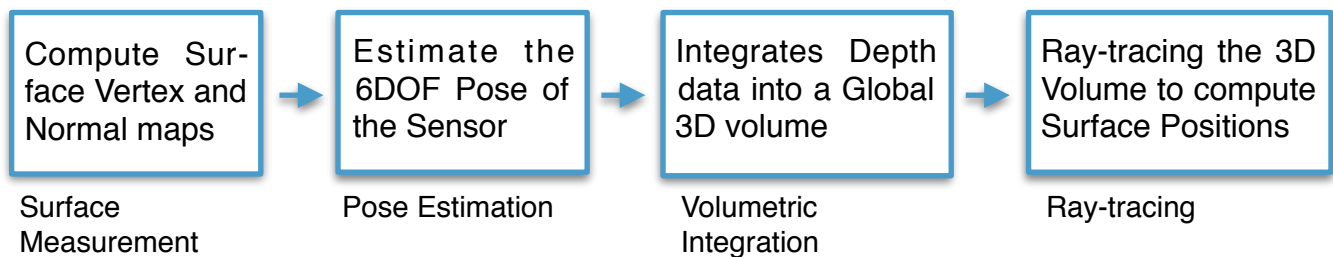 Compute Sur-
face Vertex and
Normal maps
Estimate the
6DOF Pose of
the Sensor
Integrates Depth
data into a Global
3D volume
Ray-tracing the 3D
Volume to compute
Surface Positions
Surface
Measurement
Pose Estimation
Volumetric
Integration
Ray-tracing